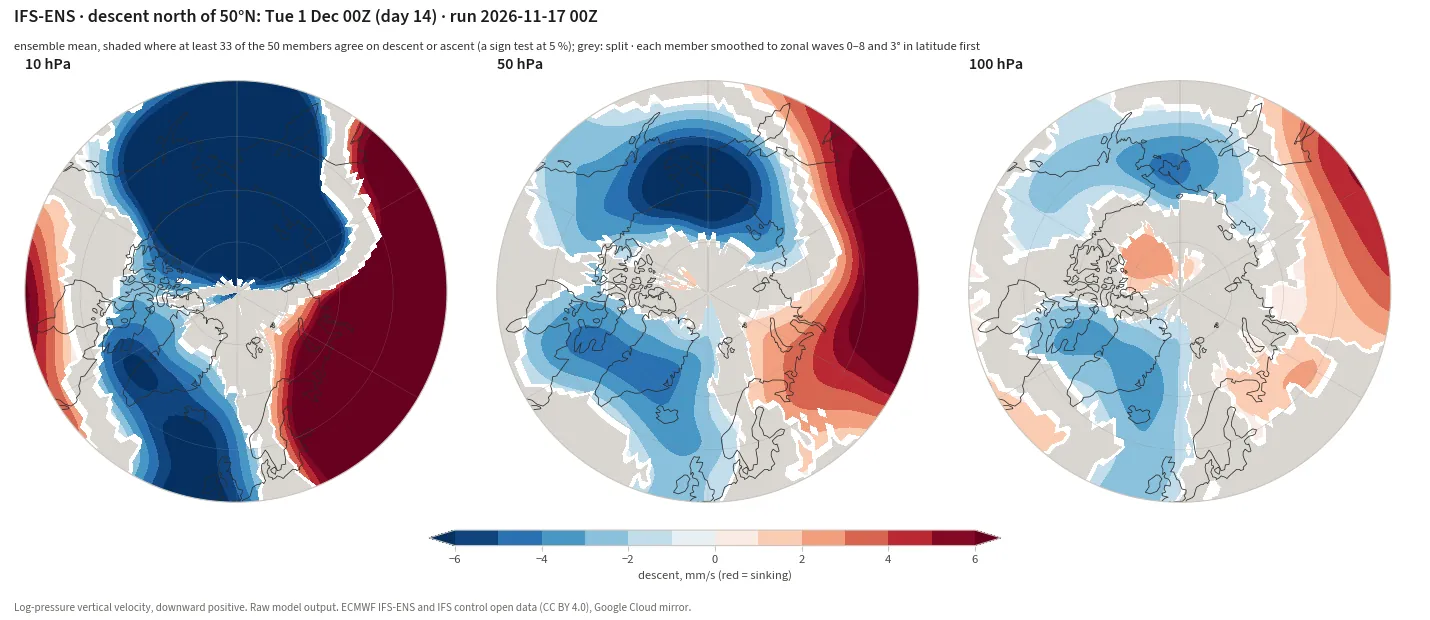 IFS-ENS · descent north of 50°N: Tue 1 Dec 00Z (day 14) · run 2026-11-17 00Z
ensemble mean, shaded where at least 33 of the 50 members agree on descent or ascent (a sign test at 5 %); grey: split · each member smoothed to zonal waves 0–8 and 3° in latitude first
10 hPa
50 hPa
100 hPa
−6 −4 −2 0 2 4 6
descent, mm/s (red = sinking)
Log-pressure vertical velocity, downward positive. Raw model output. ECMWF IFS-ENS and IFS control open data (CC BY 4.0), Google Cloud mirror.